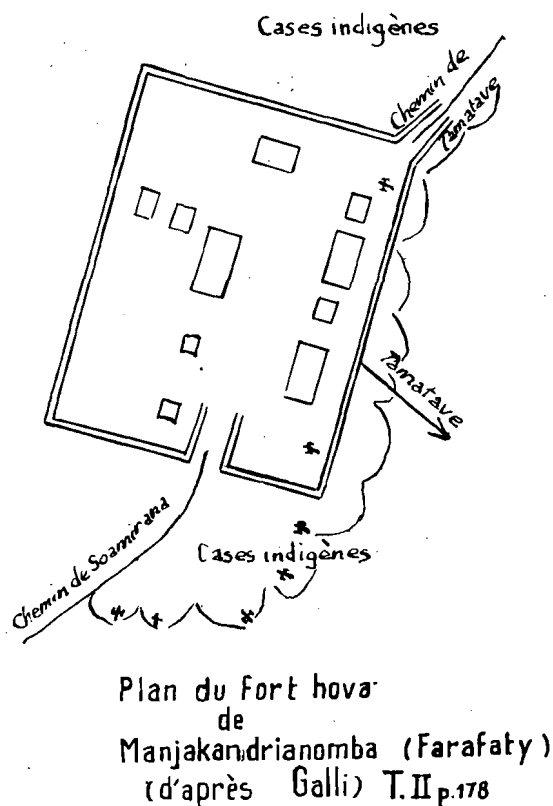 Cases indigènes
Chemin de
Tamatave
Tamatave
Cases indigènes
Chemin de Soamirana
Plan du Fort hova
de
Manjakandrianomba (Farafaty)
(d'après Galli) T.II p.178